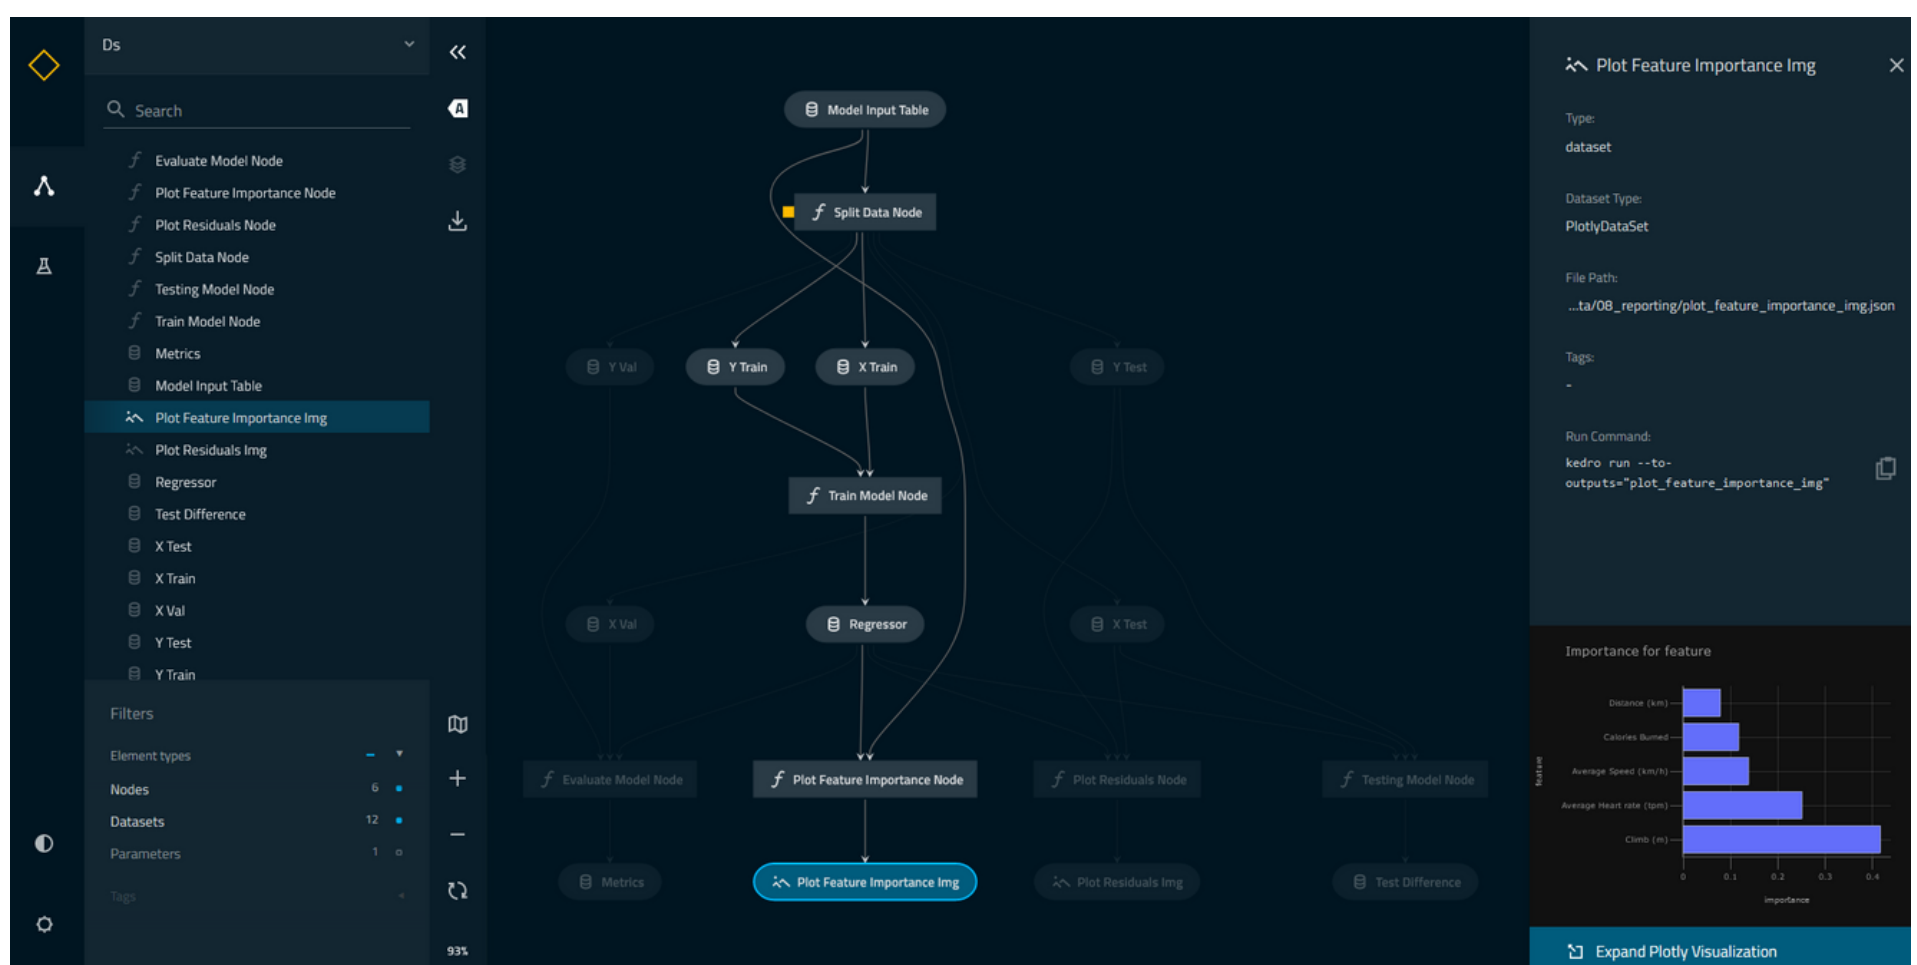 Ds
Search
Evaluate Model Node
Plot Feature Importance Node
Plot Residuals Node
Split Data Node
Testing Model Node
Train Model Node
Metrics
Model Input Table
Plot Feature Importance Img
Plot Residuals Img
Regressor
Test Difference
X Test
X Train
X Val
Y Test
Y Train
Filters
Element types
Nodes 6
Datasets 12
Parameters 1
Tags
A
93%
Model Input Table
Split Data Node
Y Val
Y Train
X Train
Y Test
Train Model Node
X Val
Regressor
X Test
Evaluate Model Node
Plot Feature Importance Node
Plot Residuals Node
Testing Model Node
Metrics
Plot Feature Importance Img
Plot Residuals Img
Test Difference
Plot Feature Importance Img
Type:
dataset
Dataset Type:
PlotlyDataSet
File Path:
...ta/08_reporting/plot_feature_importance_img.json
Tags:
-
Run Command:
kedro run --to-
outputs="plot_feature_importance_img"
Importance for feature
feature
Distance (km)
Calories Burned
Average Speed (km/h)
Average Heart rate (tpm)
Climb (m)
0 0.1 0.2 0.3 0.4
importance
Expand Plotly Visualization